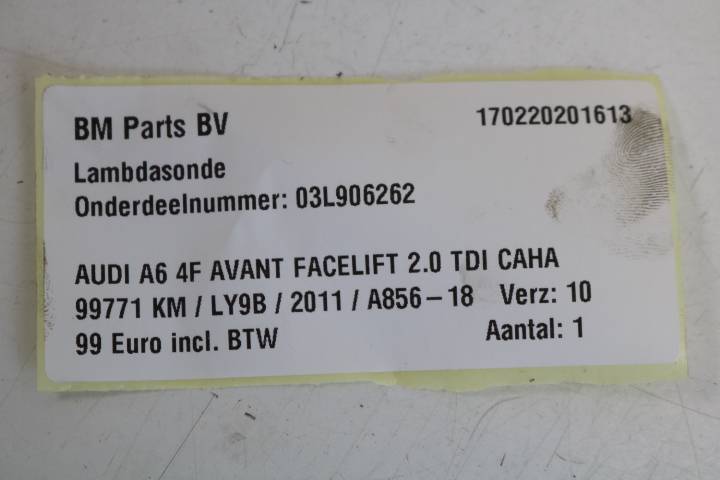 BM Parts BV 170220201613
Lambdasonde
Onderdeelnummer: 03L906262
AUDI A6 4F AVANT FACELIFT 2.0 TDI CAHA
99771 KM / LY9B / 2011 / A856-18 Verz: 10
99 Euro incl. BTW Aantal: 1